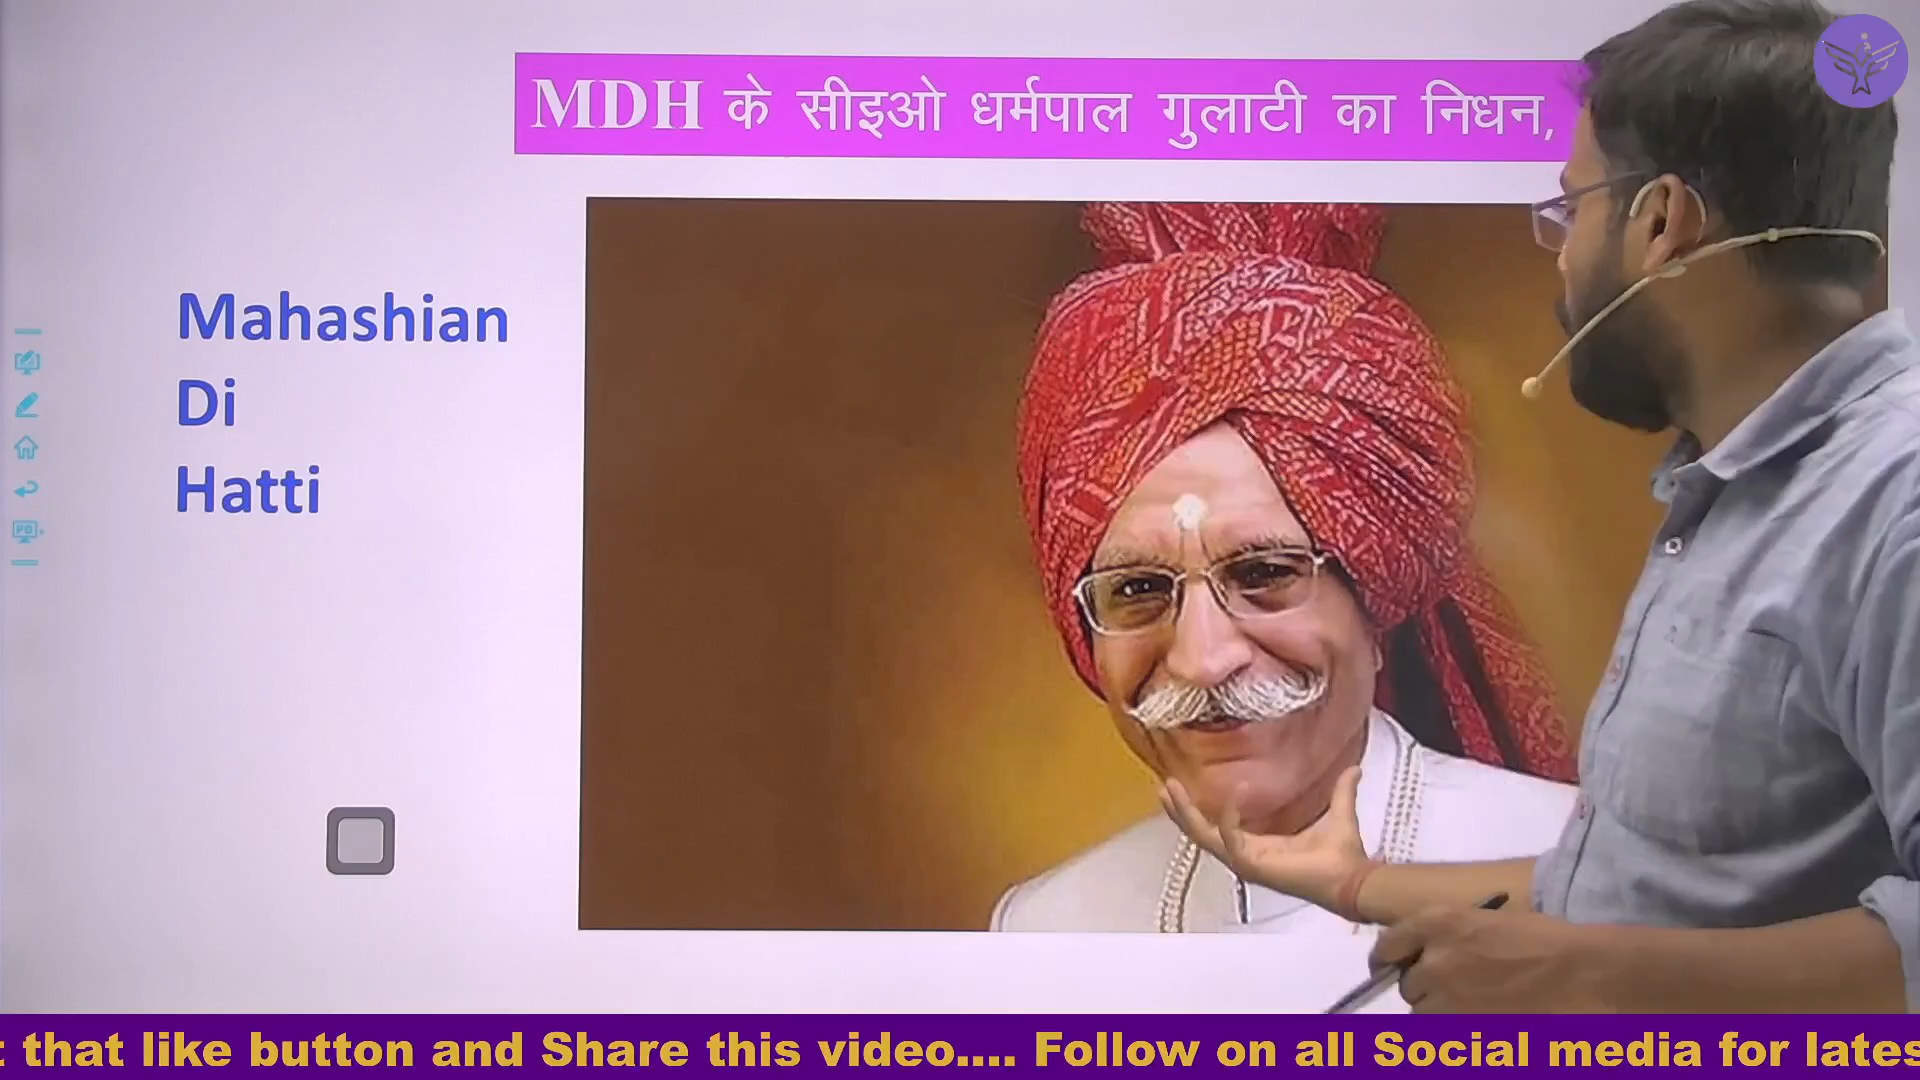 MDH के सीइओ धर्मपाल गुलाटी का निधन,
Mahashian
Di
Hatti
that like button and Share this video.... Follow on all Social media for